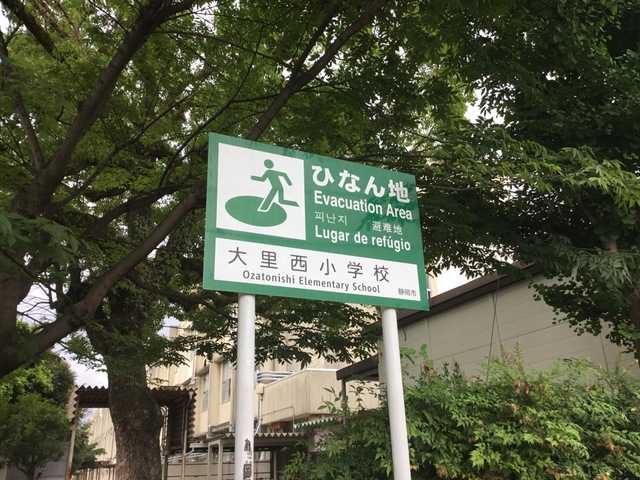 ひなん地
Evacuation Area
피난지 避难地
Lugar de refúgio
大里西小学校
Ozatonishi Elementary School
静岡市